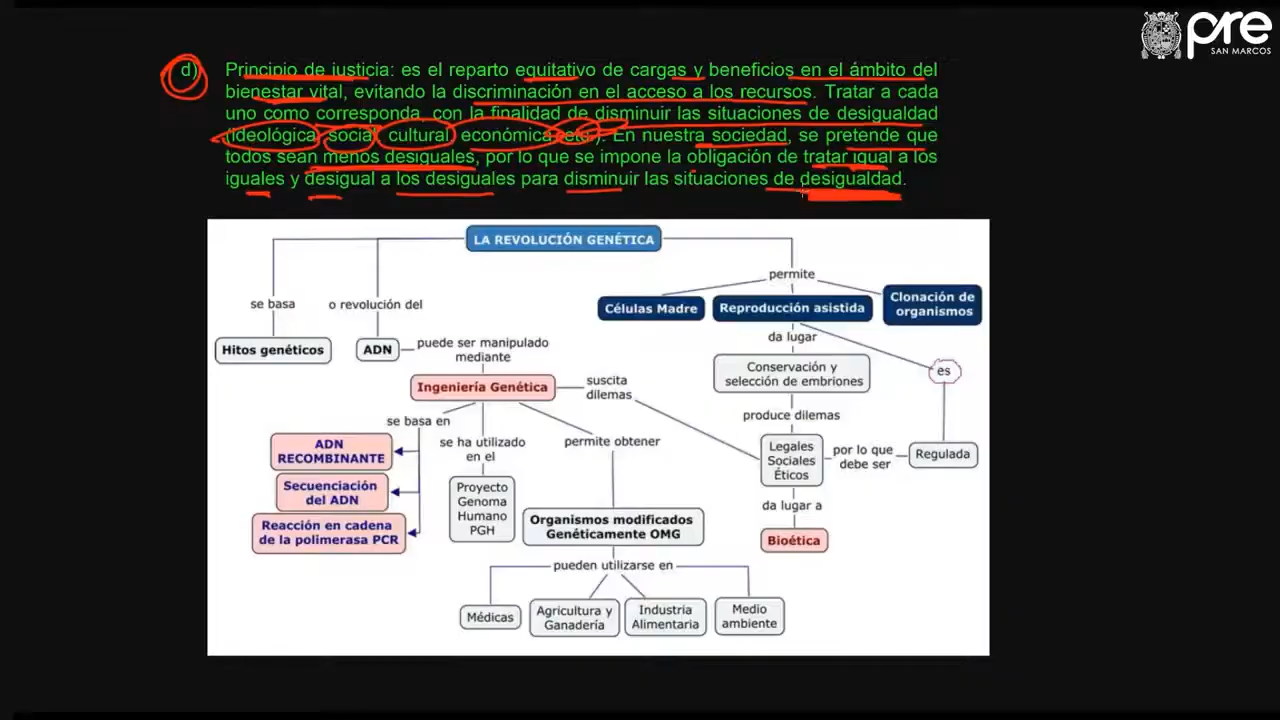 pre
SAN MARCOS
d) Principio de justicia: es el reparto equitativo de cargas y beneficios en el ámbito del
bienestar vital, evitando la discriminación en el acceso a los recursos. Tratar a cada
uno como corresponda, con la finalidad de disminuir las situaciones de desigualdad
(ideológica, social, cultural, económica, etc.). En nuestra sociedad, se pretende que
todos sean menos desiguales, por lo que se impone la obligación de tratar igual a los
iguales y desigual a los desiguales para disminuir las situaciones de desigualdad.
LA REVOLUCIÓN GENÉTICA
permite
se basa
o revolución del
Células Madre
Reproducción asistida
Clonación de
organismos
Hitos genéticos
ADN
puede ser manipulado
mediante
da lugar
Conservación y
selección de embriones
es
Ingeniería Genética
suscita
dilemas
se basa en
produce dilemas
ADN
RECOMBINANTE
se ha utilizado
en el
permite obtener
Legales
Sociales
Éticos
por lo que
debe ser
Regulada
Secuenciación
del ADN
Proyecto
Genoma
Humano
PGH
da lugar a
Reacción en cadena
de la polimerasa PCR
Organismos modificados
Genéticamente OMG
Bioética
pueden utilizarse en
Médicas
Agricultura y
Ganadería
Industria
Alimentaria
Medio
ambiente